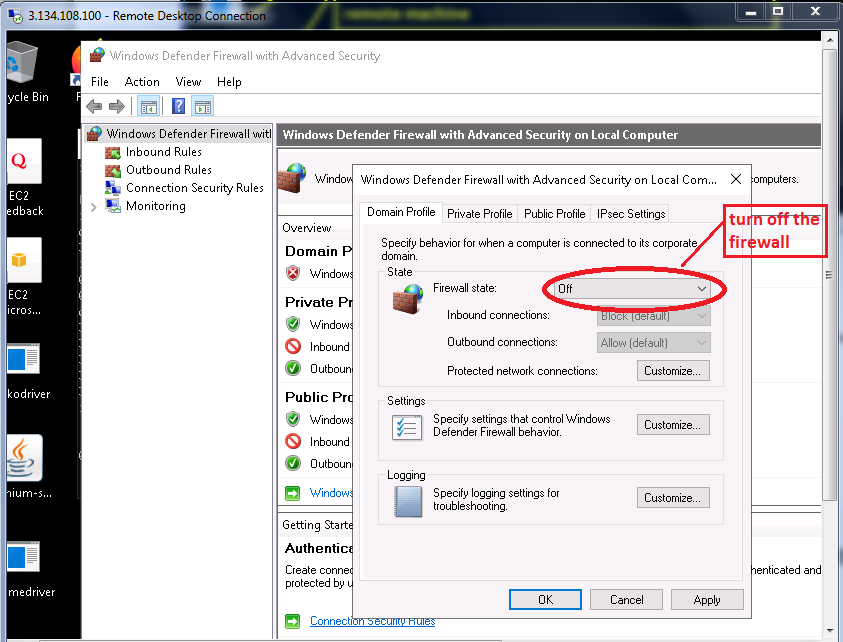 3.134.108.100 - Remote Desktop Connection
remote machine
Windows Defender Firewall with Advanced Security
File Action View Help
ycle Bin
EC2
edback
EC2
icros...
kodriver
nium-s...
medriver
Windows Defender Firewall wit
Inbound Rules
Outbound Rules
Connection Security Rules
Monitoring
Windows Defender Firewall with Advanced Security on Local Computer
Window
omputers.
Overview
Domain P
Windows
Private Pr
Windows
Inbound
Outboun
Public Pro
Windows
Inbound
Outboun
Windows
Getting Starte
Authentica
Create connec
henticated and
protected by u
Connection Security Rules
Windows Defender Firewall with Advanced Security on Local Com...
Domain Profile Private Profile Public Profile IPsec Settings
Specify behavior for when a computer is connected to its corporate
domain.
State
Firewall state: Off
Inbound connections: Block (default)
Outbound connections: Allow (default)
Protected network connections: Customize...
Settings
Specify settings that control Windows
Defender Firewall behavior.
Customize...
Logging
Specify logging settings for
troubleshooting.
Customize...
OK Cancel Apply
turn off the
firewall